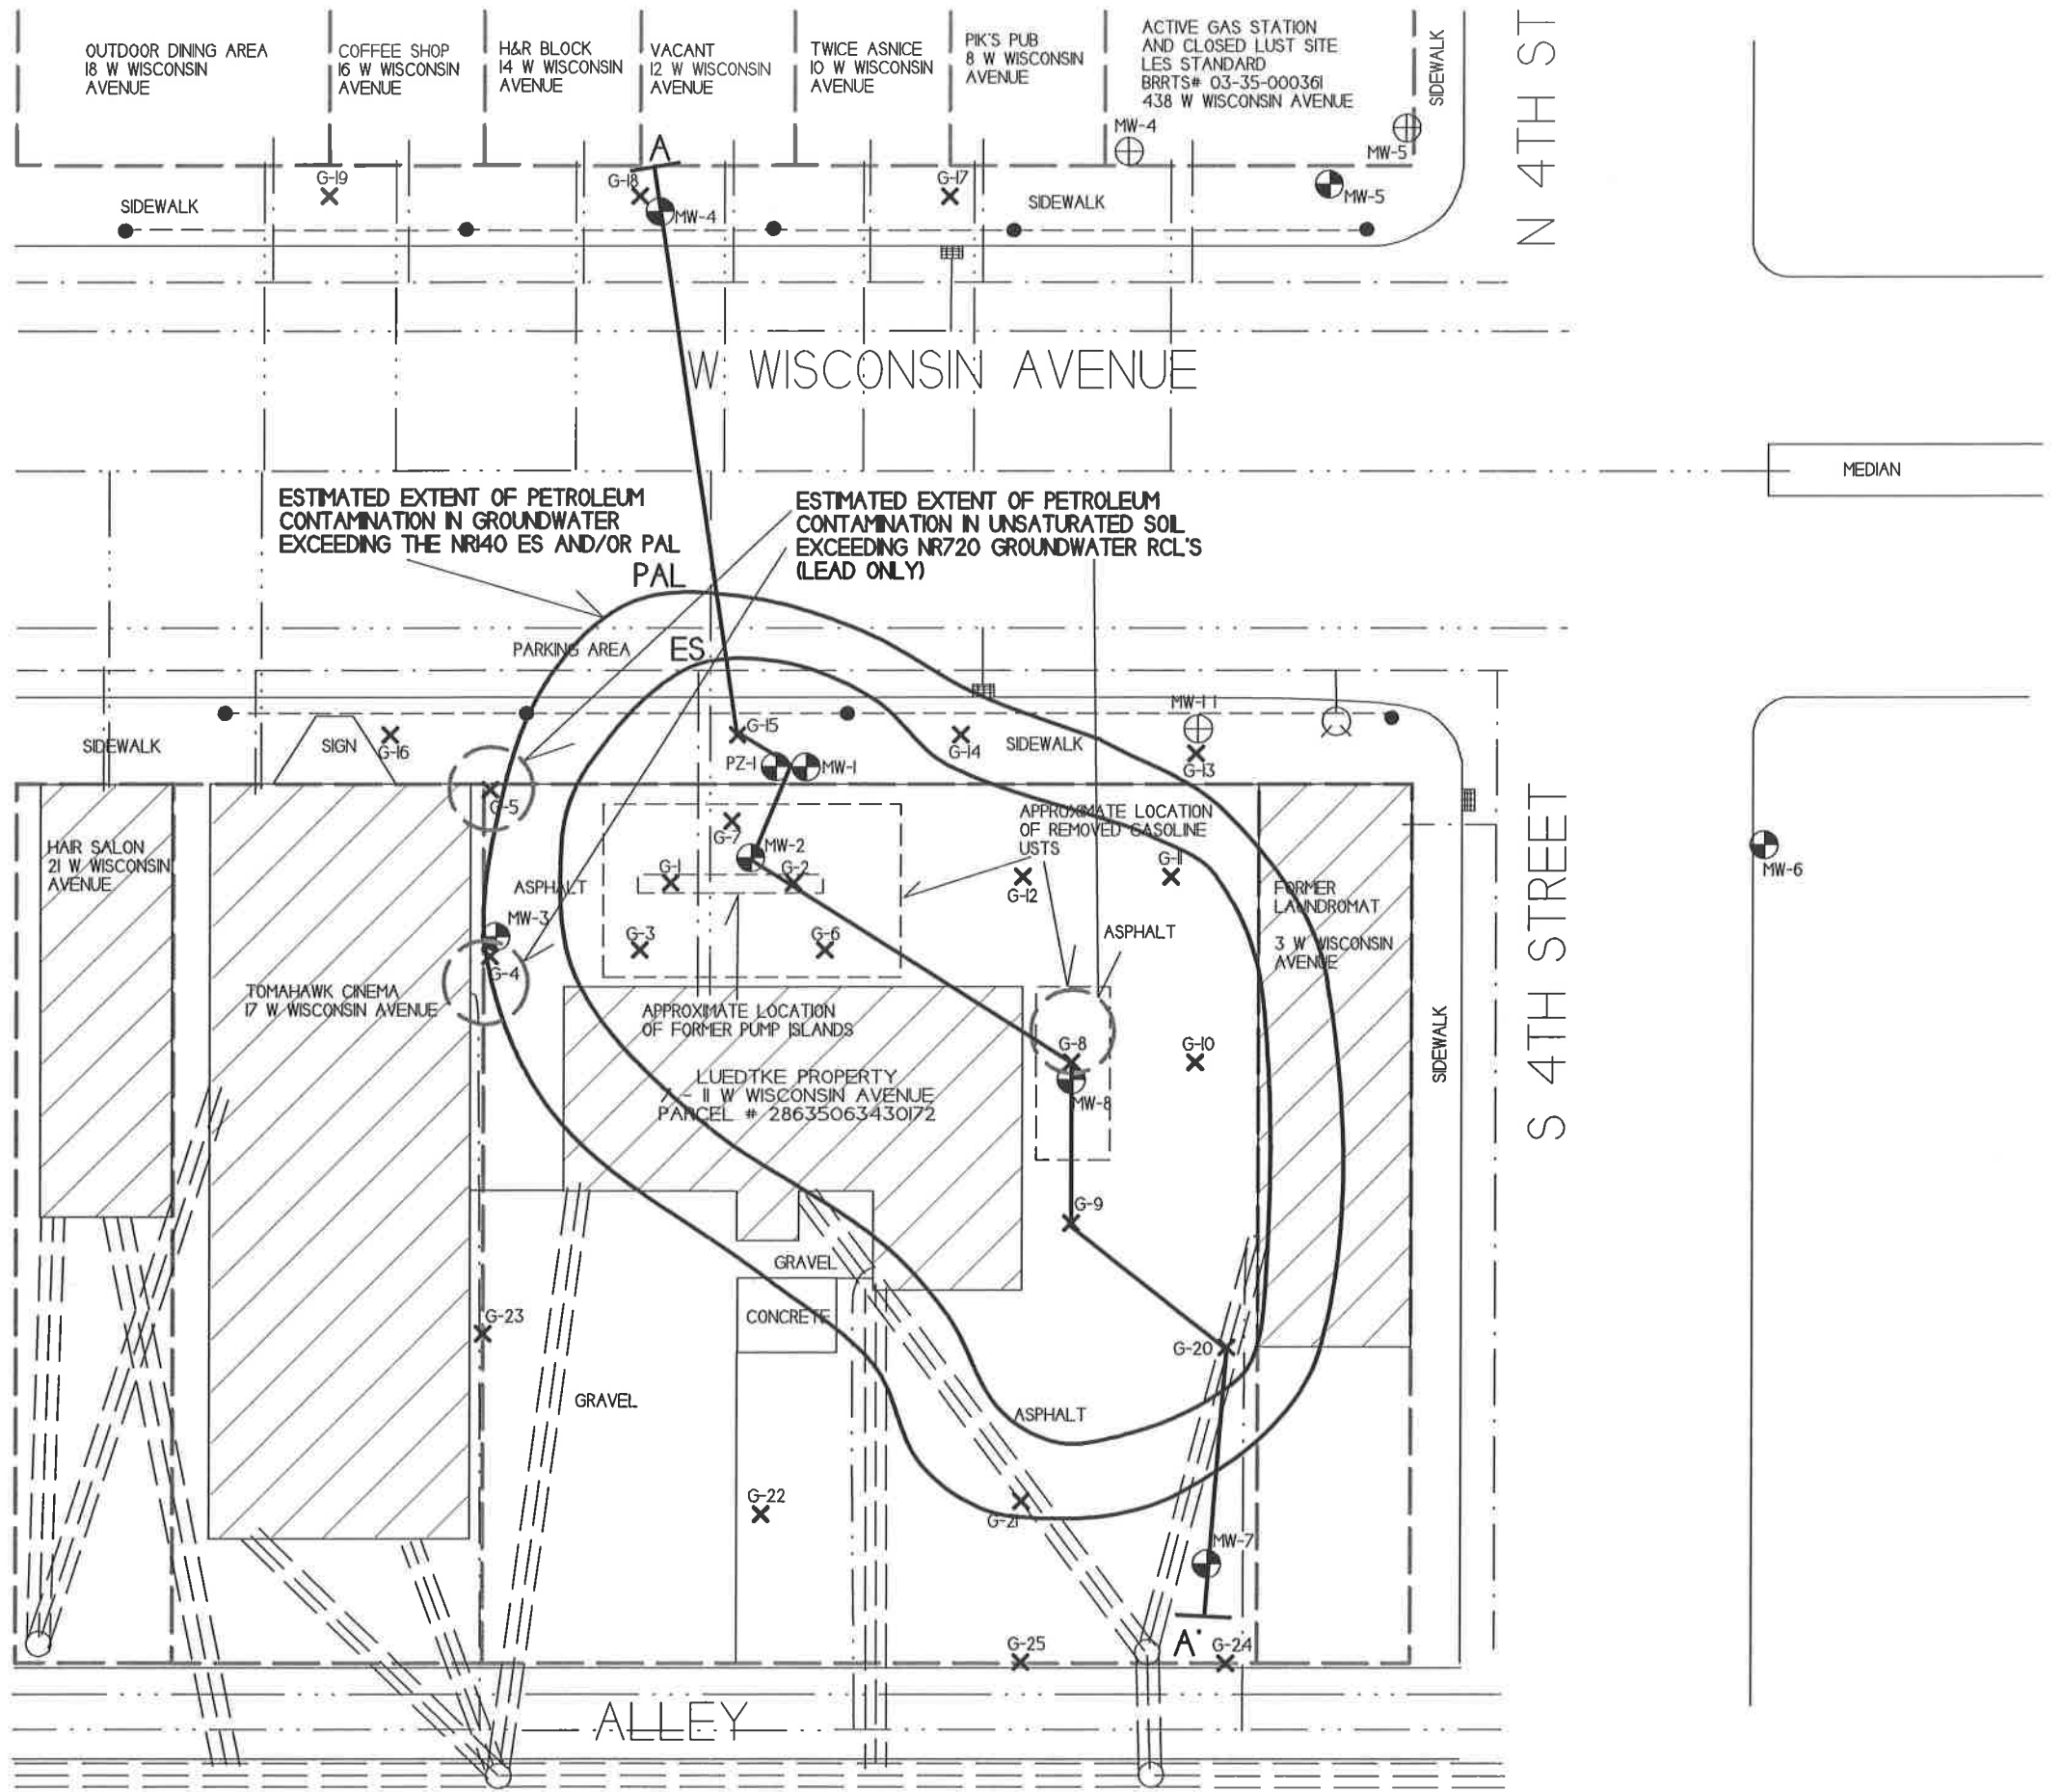 OUTDOOR DINING AREA
18 W WISCONSIN
AVENUE
COFFEE SHOP
16 W WISCONSIN
AVENUE
H&R BLOCK
14 W WISCONSIN
AVENUE
VACANT
12 W WISCONSIN
AVENUE
TWICE ASNICE
10 W WISCONSIN
AVENUE
PIK'S PUB
8 W WISCONSIN
AVENUE
ACTIVE GAS STATION
AND CLOSED LUST SITE
LES STANDARD
BRRTS# 03-35-000361
438 W WISCONSIN AVENUE
SIDEWALK
N 4TH ST
MW-4
MW-5
A
G-19
G-18
G-17
MW-5
SIDEWALK
MW-4
SIDEWALK
W WISCONSIN AVENUE
MEDIAN
ESTIMATED EXTENT OF PETROLEUM
CONTAMINATION IN GROUNDWATER
EXCEEDING THE NR140 ES AND/OR PAL
ESTIMATED EXTENT OF PETROLEUM
CONTAMINATION IN UNSATURATED SOIL
EXCEEDING NR720 GROUNDWATER RCL'S
(LEAD ONLY)
PAL
PARKING AREA
ES
MW-11
SIDEWALK
SIGN
G-16
G-15
G-14
SIDEWALK
G-13
PZ-1
MW-1
G-5
APPROXIMATE LOCATION
OF REMOVED GASOLINE
USTS
HAIR SALON
21 W WISCONSIN
AVENUE
G-7
MW-2
G-1
G-2
ASPHALT
G-12
G-11
FORMER
LAUNDROMAT
3 W WISCONSIN
AVENUE
MW-6
S 4TH STREET
MW-3
G-3
G-6
ASPHALT
G-4
TOMAHAWK CINEMA
17 W WISCONSIN AVENUE
APPROXIMATE LOCATION
OF FORMER PUMP ISLANDS
G-8
G-10
SIDEWALK
LUEDTKE PROPERTY
7 - 11 W WISCONSIN AVENUE
PARCEL # 28635063430172
MW-8
G-9
GRAVEL
CONCRETE
G-23
G-20
GRAVEL
ASPHALT
G-22
G-21
MW-7
A'
G-25
G-24
ALLEY